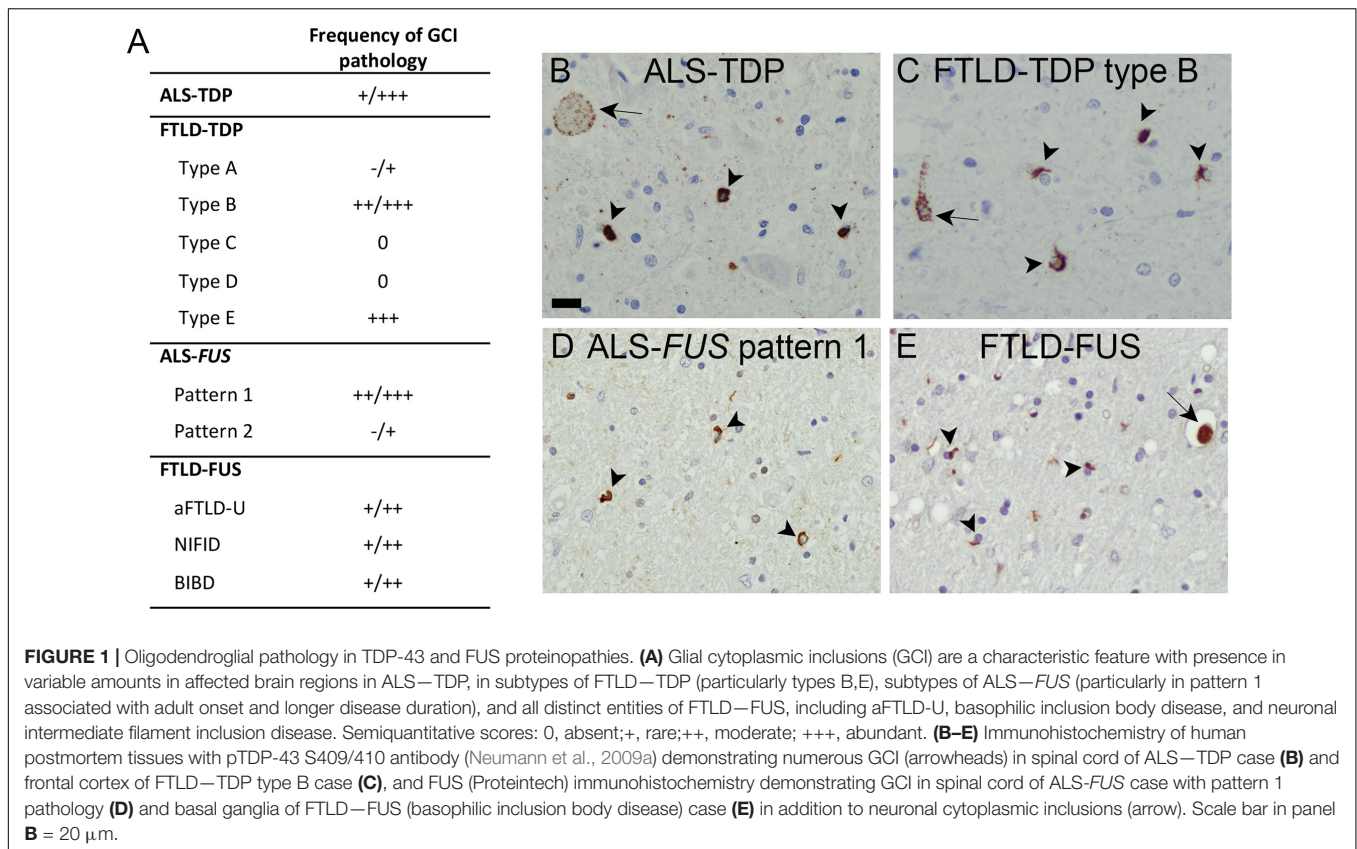 A
Frequency of GCI
pathology
ALS-TDP +/+++
FTLD-TDP
Type A -/+
Type B ++/+++
Type C 0
Type D 0
Type E +++
ALS-FUS
Pattern 1 ++/+++
Pattern 2 -/+
FTLD-FUS
aFTLD-U +/++
NIFID +/++
BIBD +/++
B ALS-TDP
C FTLD-TDP type B
D ALS-FUS pattern 1
E FTLD-FUS
FIGURE 1 | Oligodendroglial pathology in TDP-43 and FUS proteinopathies. (A) Glial cytoplasmic inclusions (GCI) are a characteristic feature with presence in
variable amounts in affected brain regions in ALS—TDP, in subtypes of FTLD—TDP (particularly types B,E), subtypes of ALS—FUS (particularly in pattern 1
associated with adult onset and longer disease duration), and all distinct entities of FTLD—FUS, including aFTLD-U, basophilic inclusion body disease, and neuronal
intermediate filament inclusion disease. Semiquantitative scores: 0, absent;+, rare;++, moderate; +++, abundant. (B–E) Immunohistochemistry of human
postmortem tissues with pTDP-43 S409/410 antibody (Neumann et al., 2009a) demonstrating numerous GCI (arrowheads) in spinal cord of ALS—TDP case (B) and
frontal cortex of FTLD—TDP type B case (C), and FUS (Proteintech) immunohistochemistry demonstrating GCI in spinal cord of ALS-FUS case with pattern 1
pathology (D) and basal ganglia of FTLD—FUS (basophilic inclusion body disease) case (E) in addition to neuronal cytoplasmic inclusions (arrow). Scale bar in panel
B = 20 μm.